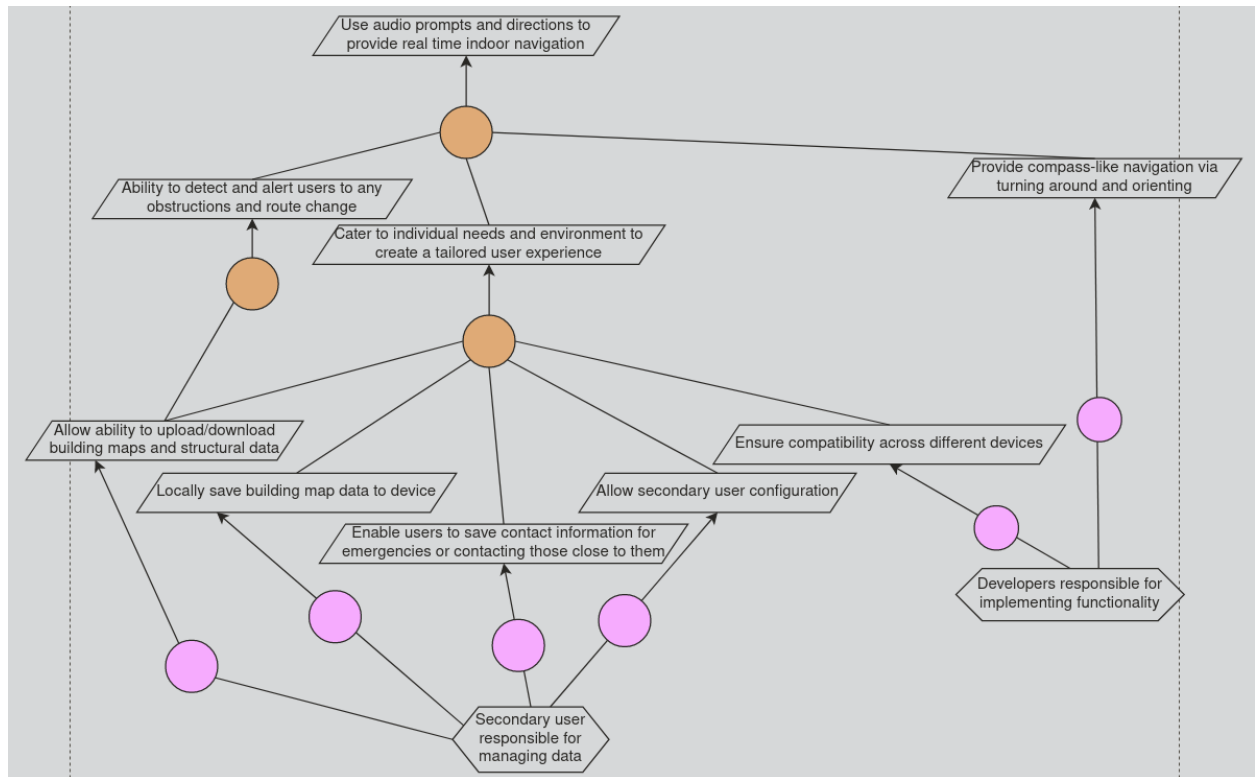 Use audio prompts and directions to
provide real time indoor navigation
Ability to detect and alert users to any
obstructions and route change
Provide compass-like navigation via
turning around and orienting
Cater to individual needs and environment to
create a tailored user experience
Allow ability to upload/download
building maps and structural data
Ensure compatibility across different devices
Locally save building map data to device
Allow secondary user configuration
Enable users to save contact information for
emergencies or contacting those close to them
Developers responsible for
implementing functionality
Secondary user
responsible for
managing data